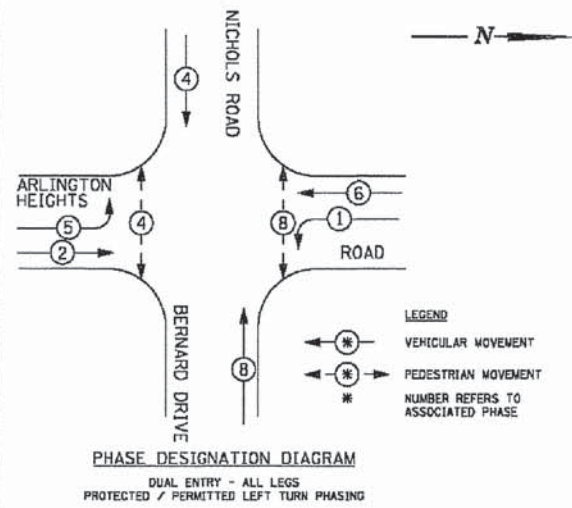 N
NICHOLS ROAD
4
ARLINGTON
HEIGHTS
6
5
4
8
1
2
ROAD
BERNARD DRIVE
8
LEGEND
* VEHICULAR MOVEMENT
* PEDESTRIAN MOVEMENT
* NUMBER REFERS TO
ASSOCIATED PHASE
PHASE DESIGNATION DIAGRAM
DUAL ENTRY - ALL LEGS
PROTECTED / PERMITTED LEFT TURN PHASING